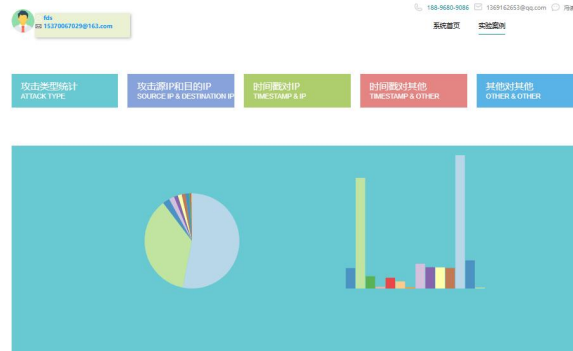 fds
15370067029@163.com
188-9680-9086
1369162653@qq.com
系统首页
实验案例
攻击类型统计
ATTACK TYPE
攻击源IP和目的IP
SOURCE IP & DESTINATION IP
时间戳对IP
TIMESTAMP & IP
时间戳对其他
TIMESTAMP & OTHER
其他对其他
OTHER & OTHER